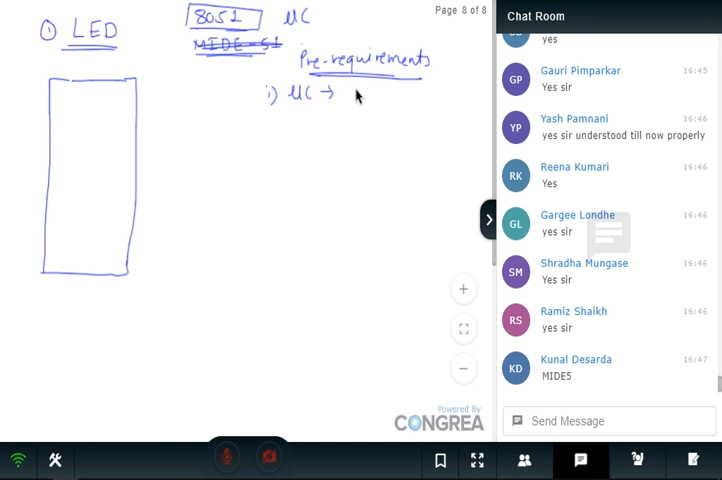 ① LED
8051 μC
MIDE-51
Pre-requirements
i) μC →
Page 8 of 8
Powered By
CONGREA
Chat Room
yes
GP Gauri Pimparkar 16:45
Yes sir
YP Yash Pamnani 16:46
yes sir understood till now properly
RK Reena Kumari 16:46
Yes
GL Gargee Londhe 16:46
yes sir
SM Shradha Mungase 16:46
Yes sir
RS Ramiz Shaikh 16:46
yes sir
KD Kunal Desarda 16:47
MIDE5
Send Message